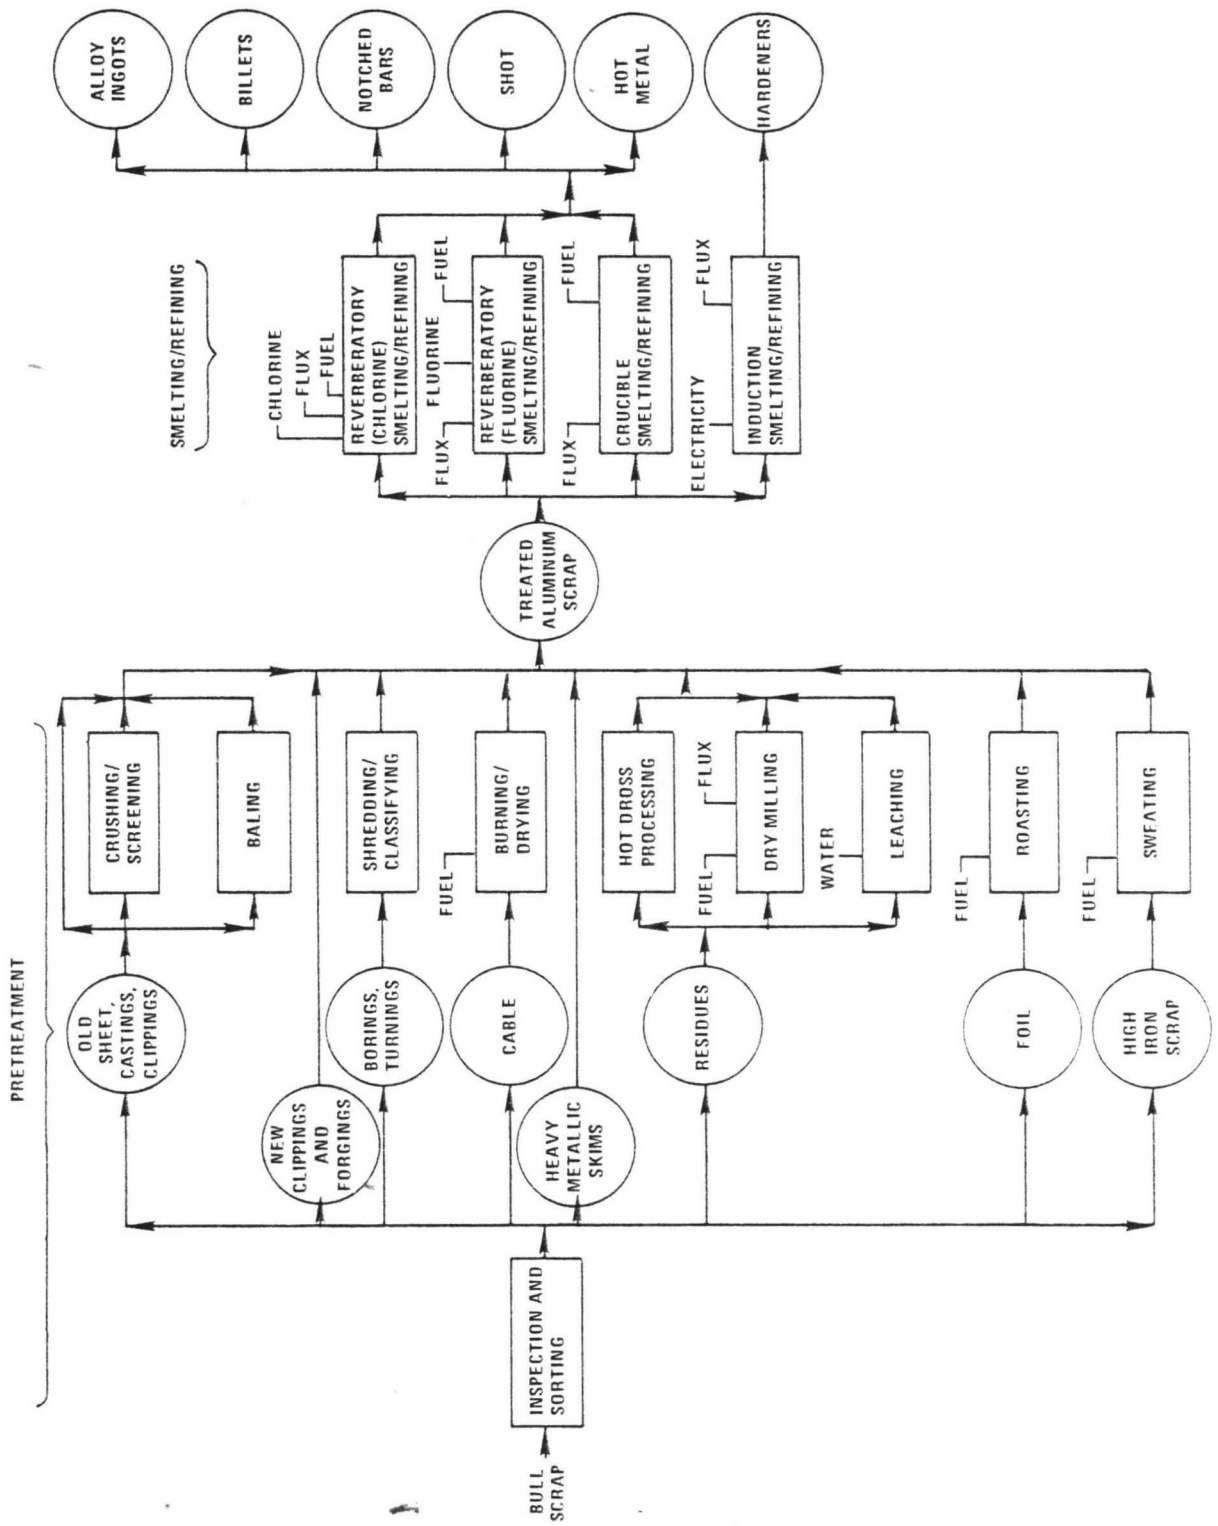 PRETREATMENT
SMELTING/REFINING
BULL
SCRAP
INSPECTION AND
SORTING
OLD
SHEET,
CASTINGS,
CLIPPINGS
NEW
CLIPPINGS
AND
FORGINGS
BORINGS,
TURNINGS
CABLE
HEAVY
METALLIC
SKIMS
RESIDUES
FOIL
HIGH
IRON
SCRAP
CRUSHING/
SCREENING
BALING
SHREDDING/
CLASSIFYING
FUEL
BURNING/
DRYING
HOT DROSS
PROCESSING
FUEL
FLUX
DRY MILLING
WATER
LEACHING
FUEL
ROASTING
FUEL
SWEATING
TREATED
ALUMINUM
SCRAP
CHLORINE
FLUX
FUEL
REVERBERATORY
(CHLORINE)
SMELTING/REFINING
FLUX
FLUORINE
FUEL
REVERBERATORY
(FLUORINE)
SMELTING/REFINING
FLUX
FUEL
CRUCIBLE
SMELTING/REFINING
ELECTRICITY
FLUX
INDUCTION
SMELTING/REFINING
ALLOY
INGOTS
BILLETS
NOTCHED
BARS
SHOT
HOT
METAL
HARDENERS